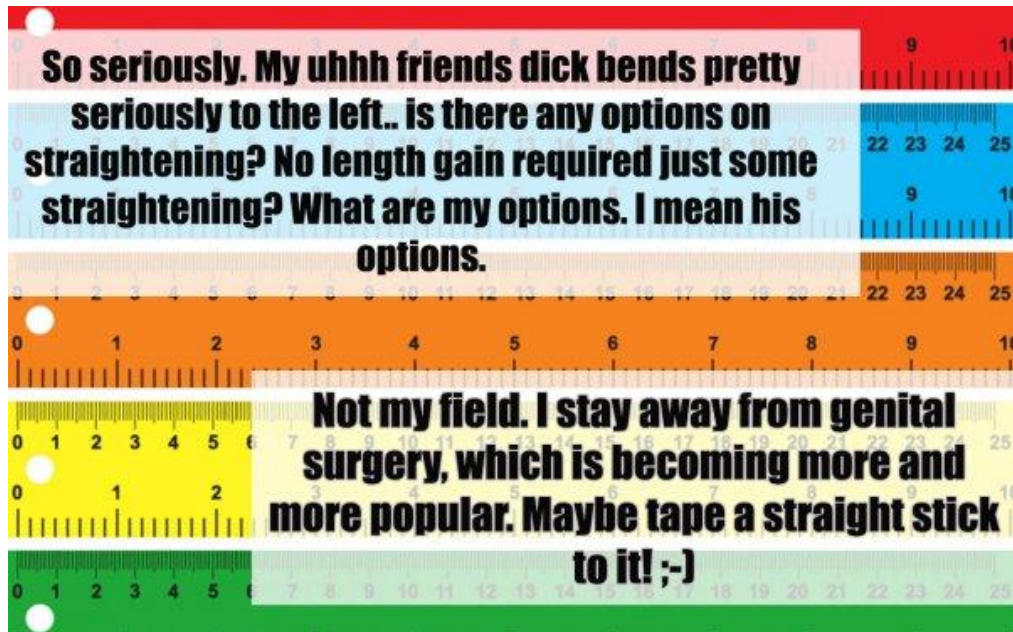 So seriously. My uhhh friends dick bends pretty
seriously to the left.. is there any options on
straightening? No length gain required just some
straightening? What are my options. I mean his
options.
Not my field. I stay away from genital
surgery, which is becoming more and
more popular. Maybe tape a straight stick
to it! ;-)